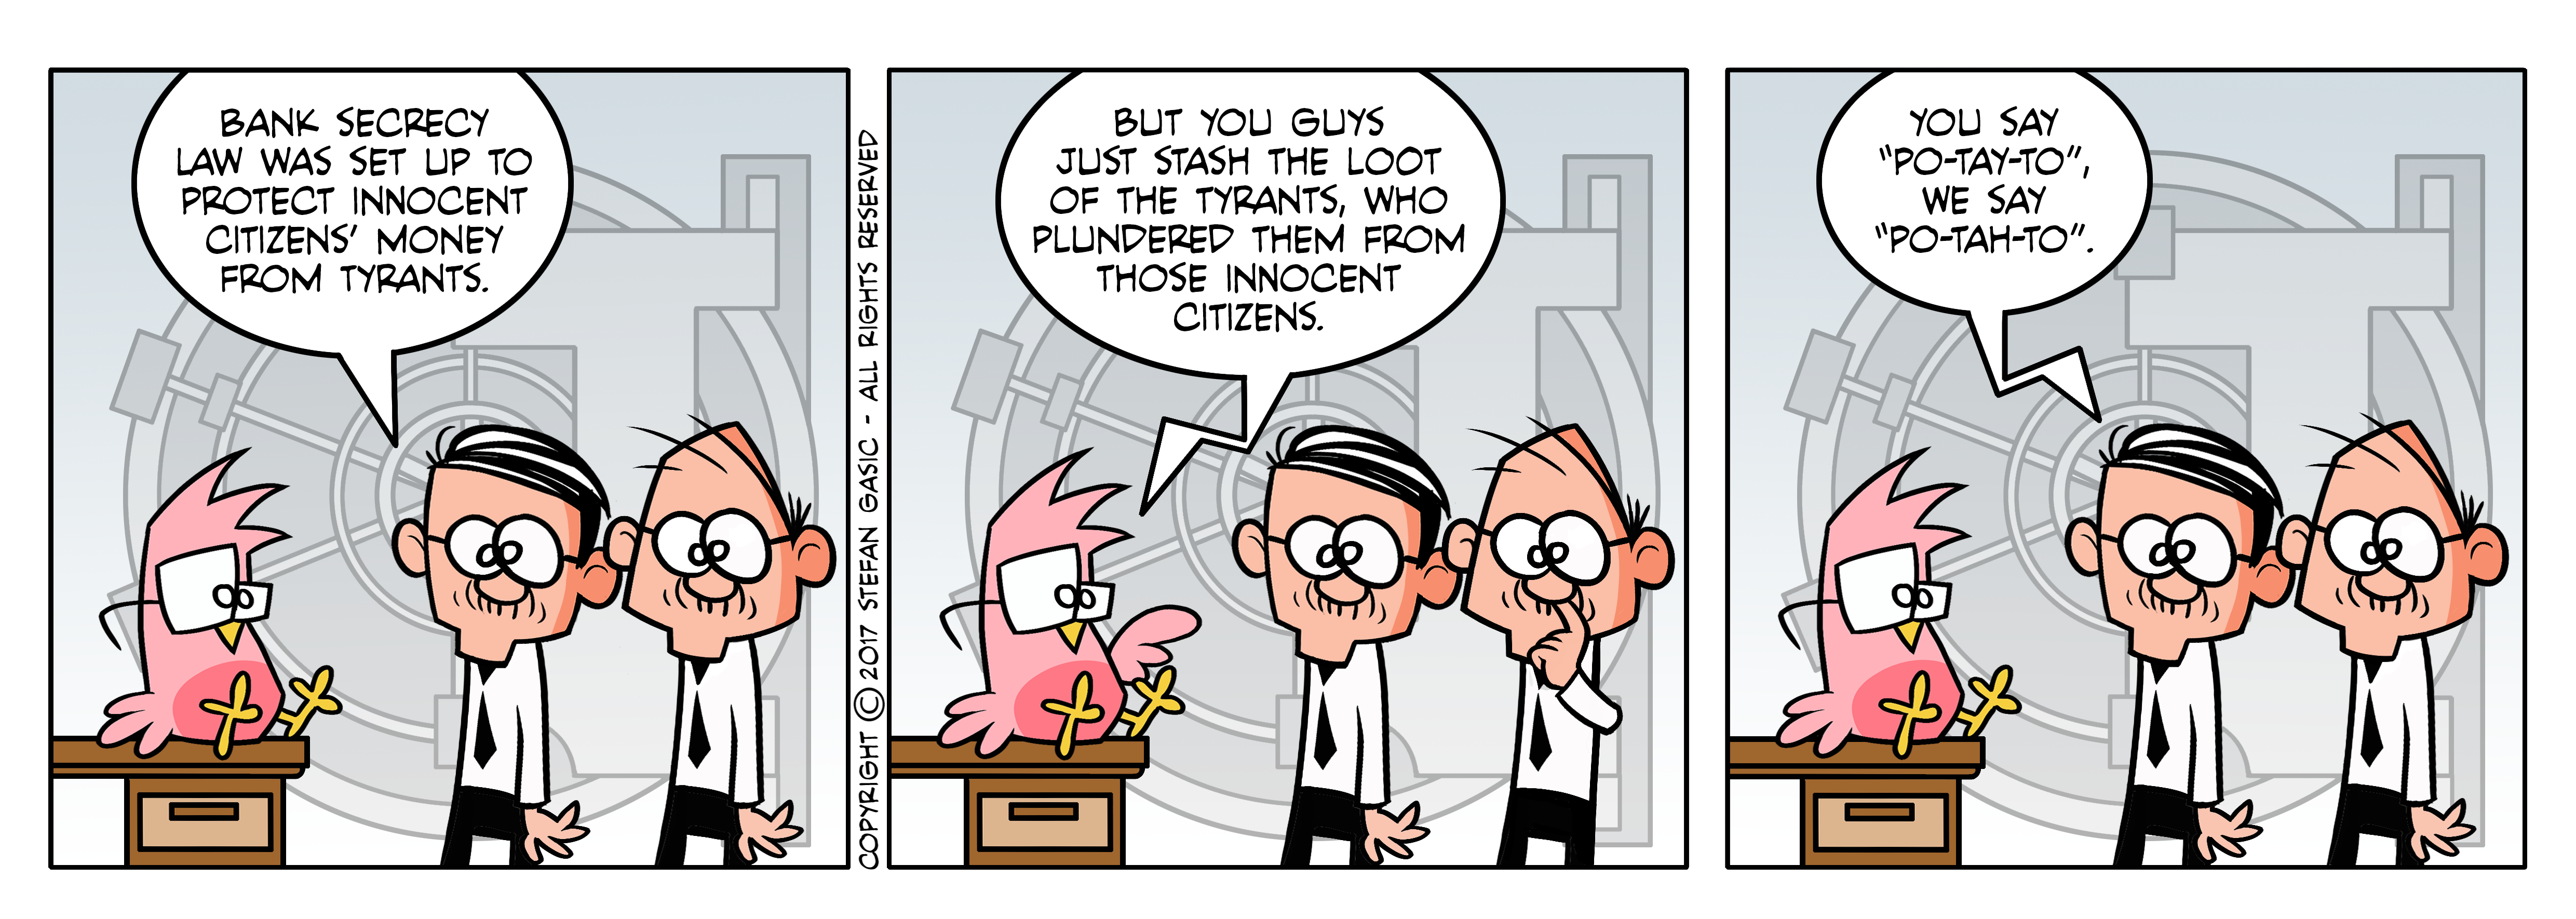 BANK SECRECY
LAW WAS SET UP TO
PROTECT INNOCENT
CITIZENS' MONEY
FROM TYRANTS.
COPYRIGHT © 2017 STEFAN GASIC - ALL RIGHTS RESERVED
BUT YOU GUYS
JUST STASH THE LOOT
OF THE TYRANTS, WHO
PLUNDERED THEM FROM
THOSE INNOCENT
CITIZENS.
YOU SAY
"PO-TAY-TO",
WE SAY
"PO-TAH-TO".